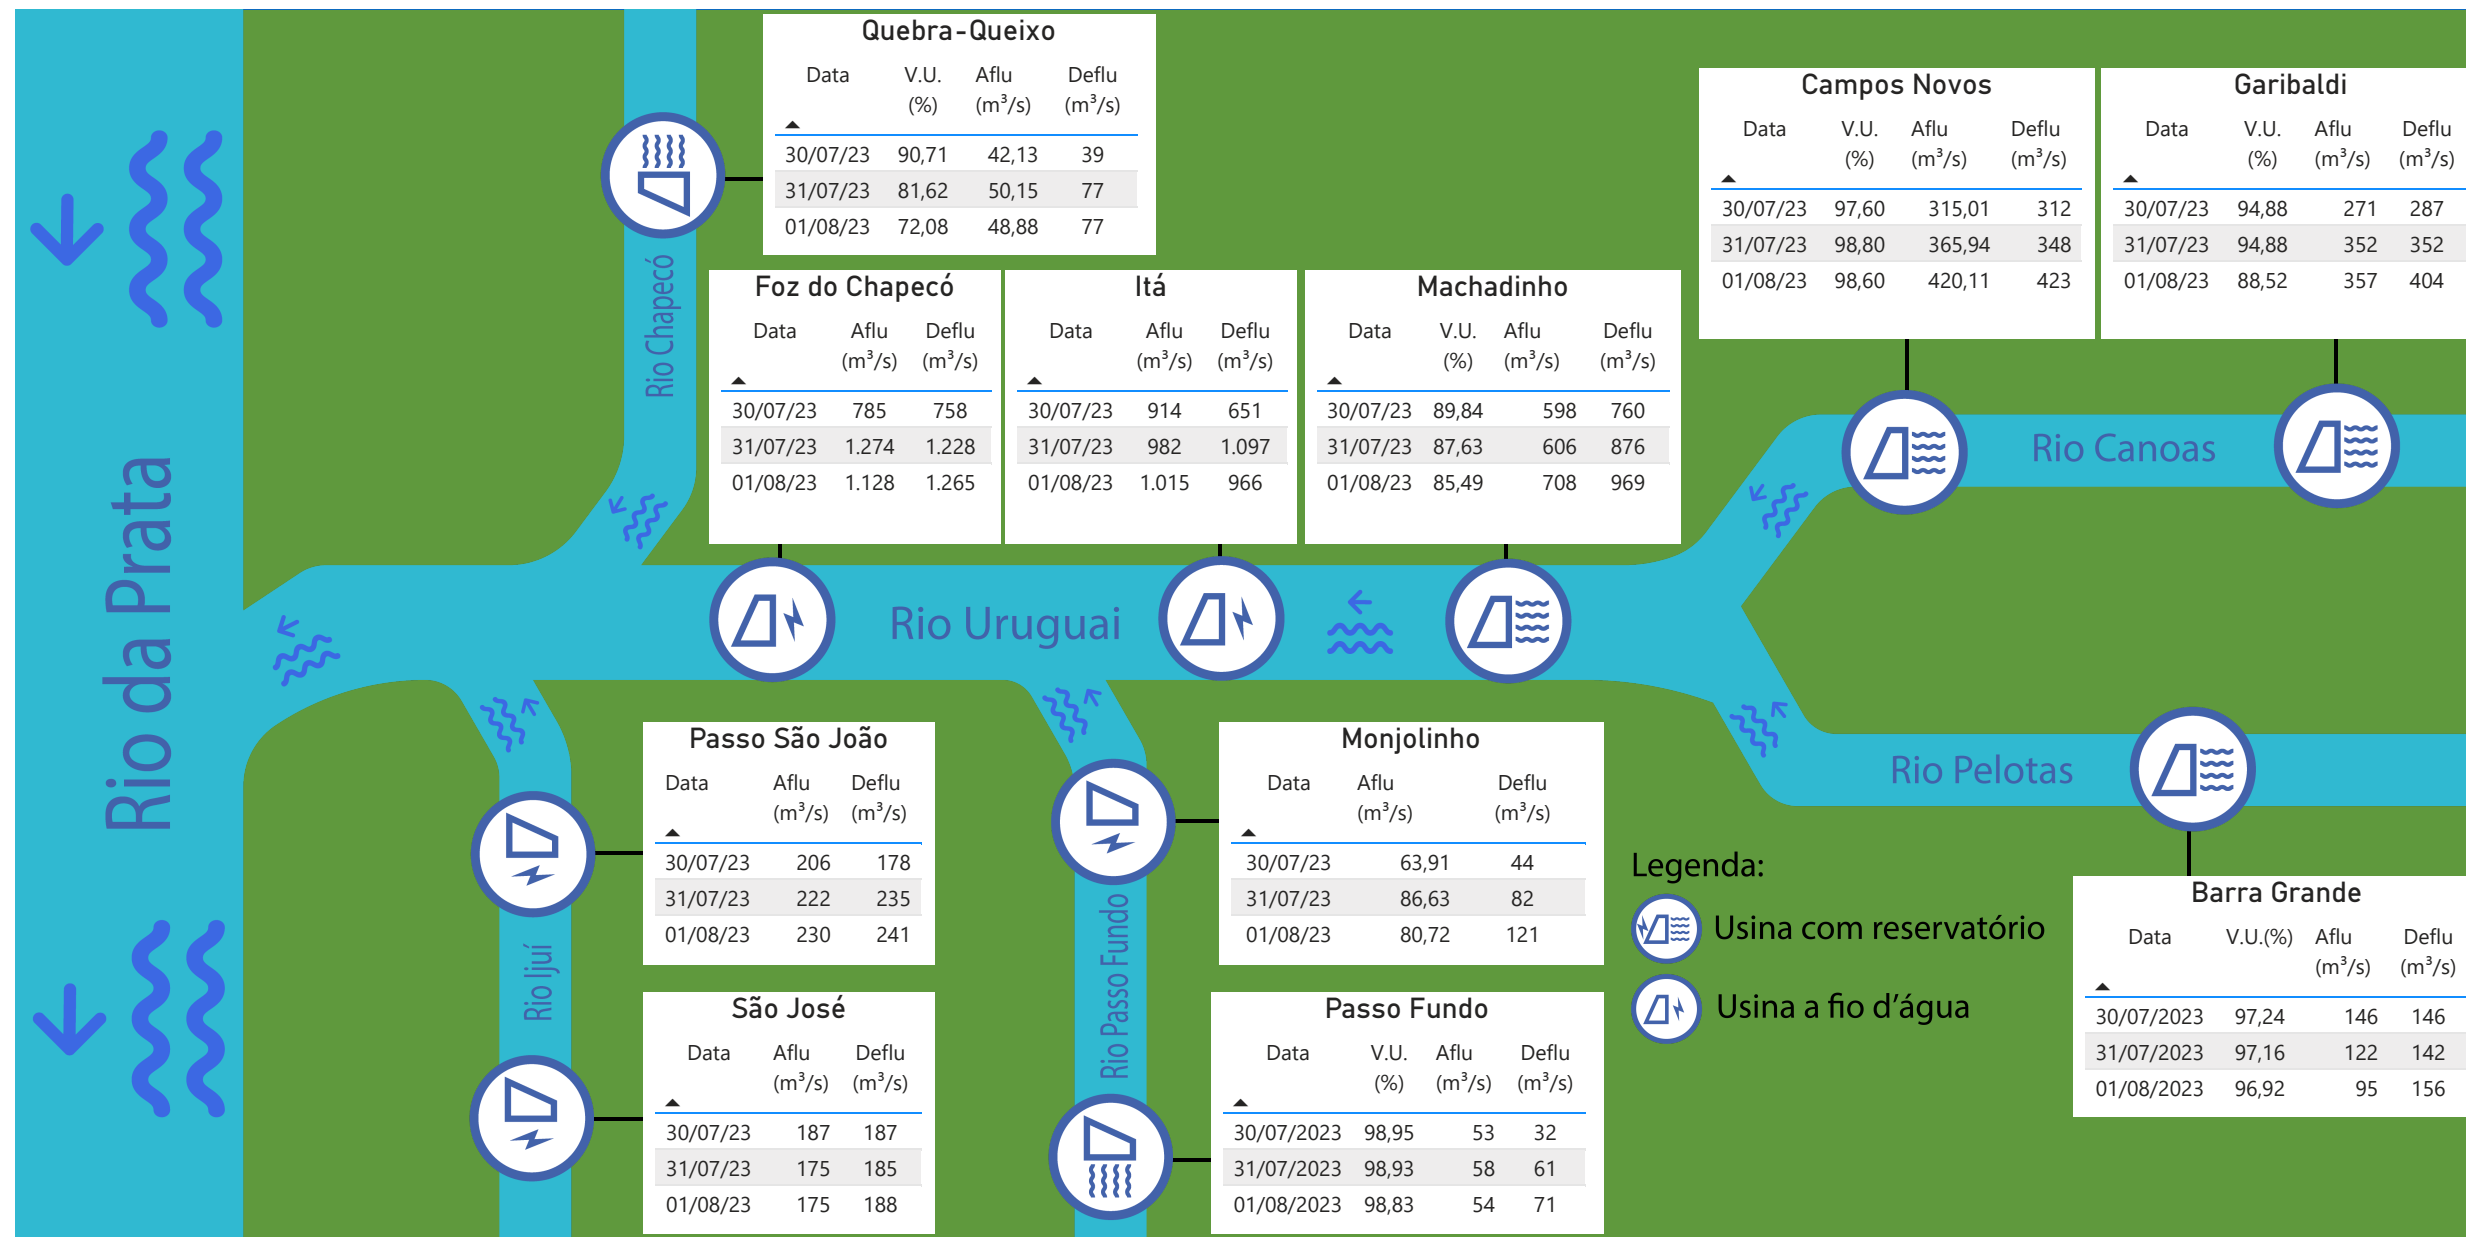 Quebra-Queixo
Data V.U. (%) Aflu (m³/s) Deflu (m³/s)
30/07/23 90,71 42,13 39
31/07/23 81,62 50,15 77
01/08/23 72,08 48,88 77
Campos Novos
Data V.U. (%) Aflu (m³/s) Deflu (m³/s)
30/07/23 97,60 315,01 312
31/07/23 98,80 365,94 348
01/08/23 98,60 420,11 423
Garibaldi
Data V.U. (%) Aflu (m³/s) Deflu (m³/s)
30/07/23 94,88 271 287
31/07/23 94,88 352 352
01/08/23 88,52 357 404
Rio Chapecó
Foz do Chapecó
Data Aflu (m³/s) Deflu (m³/s)
30/07/23 785 758
31/07/23 1.274 1.228
01/08/23 1.128 1.265
Itá
Data Aflu (m³/s) Deflu (m³/s)
30/07/23 914 651
31/07/23 982 1.097
01/08/23 1.015 966
Machadinho
Data V.U. (%) Aflu (m³/s) Deflu (m³/s)
30/07/23 89,84 598 760
31/07/23 87,63 606 876
01/08/23 85,49 708 969
Rio Canoas
Rio da Prata
Rio Uruguai
Rio Pelotas
Passo São João
Data Aflu (m³/s) Deflu (m³/s)
30/07/23 206 178
31/07/23 222 235
01/08/23 230 241
Monjolinho
Data Aflu (m³/s) Deflu (m³/s)
30/07/23 63,91 44
31/07/23 86,63 82
01/08/23 80,72 121
Legenda:
Usina com reservatório
Usina a fio d’água
Barra Grande
Data V.U.(%) Aflu (m³/s) Deflu (m³/s)
30/07/2023 97,24 146 146
31/07/2023 97,16 122 142
01/08/2023 96,92 95 156
Rio Ijuí
Rio Passo Fundo
São José
Data Aflu (m³/s) Deflu (m³/s)
30/07/23 187 187
31/07/23 175 185
01/08/23 175 188
Passo Fundo
Data V.U. (%) Aflu (m³/s) Deflu (m³/s)
30/07/2023 98,95 53 32
31/07/2023 98,93 58 61
01/08/2023 98,83 54 71